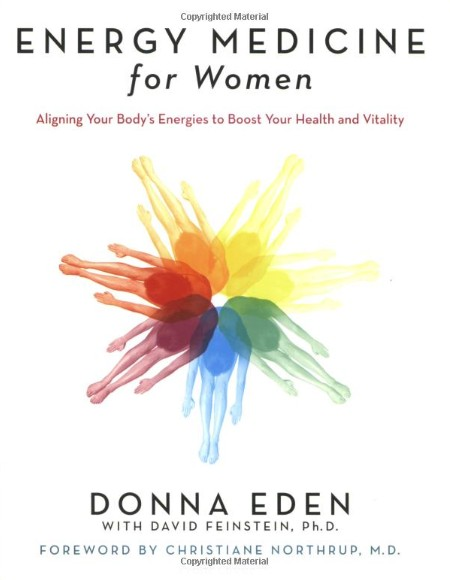 Copyrighted Material
ENERGY MEDICINE
for Women
Aligning Your Body's Energies to Boost Your Health and Vitality
DONNA EDEN
WITH DAVID FEINSTEIN, Ph.D.
FOREWORD BY CHRISTIANE NORTHRUP, M.D.
Copyrighted Material